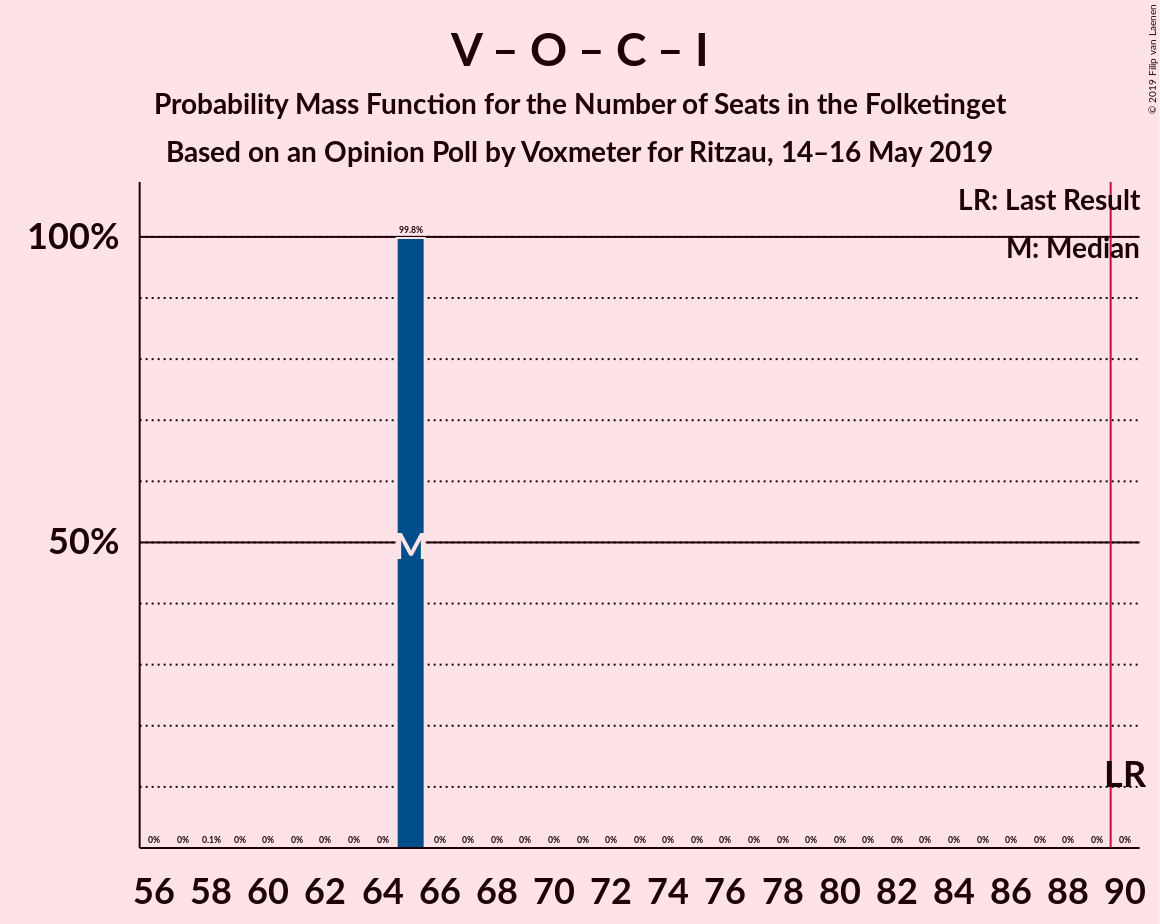 V – O – C – I
Probability Mass Function for the Number of Seats in the Folketinget
Based on an Opinion Poll by Voxmeter for Ritzau, 14–16 May 2019
© 2019 Filip van Laenen
LR: Last Result
M: Median
100%
50%
99.8%
M
LR
0% 0% 0.1% 0% 0% 0% 0% 0% 0% 0% 0% 0% 0% 0% 0% 0% 0% 0% 0% 0% 0% 0% 0% 0% 0% 0% 0% 0% 0% 0% 0% 0% 0% 0%
56 58 60 62 64 66 68 70 72 74 76 78 80 82 84 86 88 90